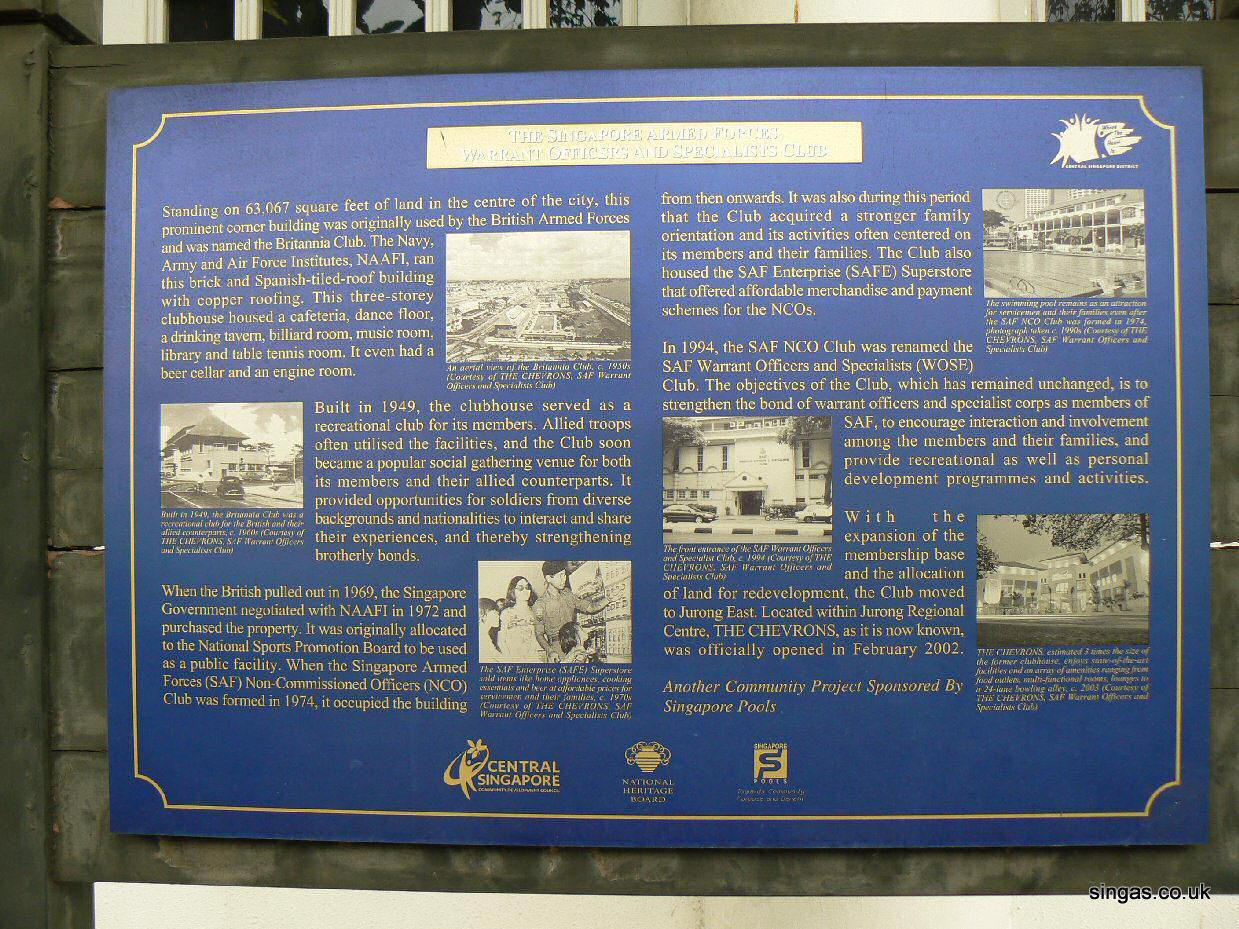 THE SINGAPORE ARMED FORCES
WARRANT OFFICERS AND SPECIALISTS CLUB
CENTRAL SINGAPORE DISTRICT
Standing on 63,067 square feet of land in the centre of the city, this
prominent corner building was originally used by the British Armed Forces
and was named the Britannia Club. The Navy,
Army and Air Force Institutes, NAAFI, ran
this brick and Spanish-tiled-roof building
with copper roofing. This three-storey
clubhouse housed a cafeteria, dance floor,
a drinking tavern, billiard room, music room,
library and table tennis room. It even had a
beer cellar and an engine room.
An aerial view of the Britannia Club, c. 1950s
(Courtesy of THE CHEVRONS, SAF Warrant
Officers and Specialists Club)
Built in 1949, the clubhouse served as a
recreational club for its members. Allied troops
often utilised the facilities, and the Club soon
became a popular social gathering venue for both
its members and their allied counterparts. It
provided opportunities for soldiers from diverse
backgrounds and nationalities to interact and share
their experiences, and thereby strengthening
brotherly bonds.
Built in 1949, the Britannia Club was a
recreational club for the British and their
allied counterparts, c. 1960s (Courtesy of
THE CHEVRONS, SAF Warrant Officers
and Specialists Club)
When the British pulled out in 1969, the Singapore
Government negotiated with NAAFI in 1972 and
purchased the property. It was originally allocated
to the National Sports Promotion Board to be used
as a public facility. When the Singapore Armed
Forces (SAF) Non-Commissioned Officers (NCO)
Club was formed in 1974, it occupied the building
The SAF Enterprise (SAFE) Superstore
sold items like home appliances, cooking
essentials and beer at affordable prices for
servicemen and their families, c. 1970s
(Courtesy of THE CHEVRONS, SAF
Warrant Officers and Specialists Club)
from then onwards. It was also during this period
that the Club acquired a stronger family
orientation and its activities often centered on
its members and their families. The Club also
housed the SAF Enterprise (SAFE) Superstore
that offered affordable merchandise and payment
schemes for the NCOs.
The swimming pool remains as an attraction
for servicemen and their families even after
the SAF NCO Club was formed in 1974,
photograph taken c. 1990s (Courtesy of THE
CHEVRONS, SAF Warrant Officers and
Specialists Club)
In 1994, the SAF NCO Club was renamed the
SAF Warrant Officers and Specialists (WOSE)
Club. The objectives of the Club, which has remained unchanged, is to
strengthen the bond of warrant officers and specialist corps as members of
SAF, to encourage interaction and involvement
among the members and their families, and
provide recreational as well as personal
development programmes and activities.
The front entrance of the SAF Warrant Officers
and Specialist Club, c. 1994 (Courtesy of THE
CHEVRONS, SAF Warrant Officers and
Specialists Club)
With the
expansion of the
membership base
and the allocation
of land for redevelopment, the Club moved
to Jurong East. Located within Jurong Regional
Centre, THE CHEVRONS, as it is now known,
was officially opened in February 2002.
THE CHEVRONS, estimated 3 times the size of
the former clubhouse, enjoys state-of-the-art
facilities and an array of amenities ranging from
food outlets, multi-functional rooms, lounges to
a 24-lane bowling alley, c. 2003 (Courtesy of
THE CHEVRONS, SAF Warrant Officers and
Specialists Club)
Another Community Project Sponsored By
Singapore Pools
CENTRAL
SINGAPORE
COMMUNITY DEVELOPMENT COUNCIL
NATIONAL
HERITAGE
BOARD
SINGAPORE
POOLS
singas.co.uk